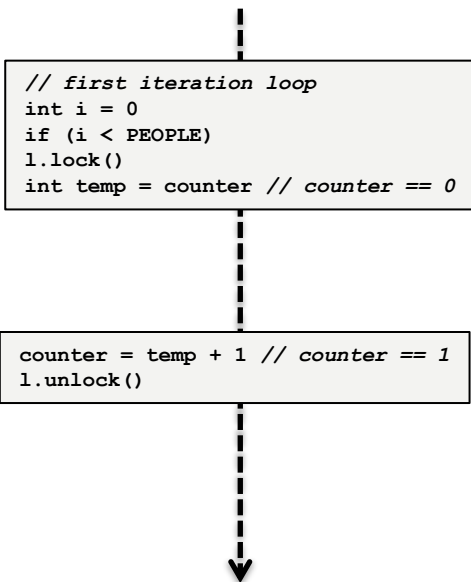 // first iteration loop
int i = 0
if (i < PEOPLE)
l.lock()
int temp = counter // counter == 0
counter = temp + 1 // counter == 1
l.unlock()